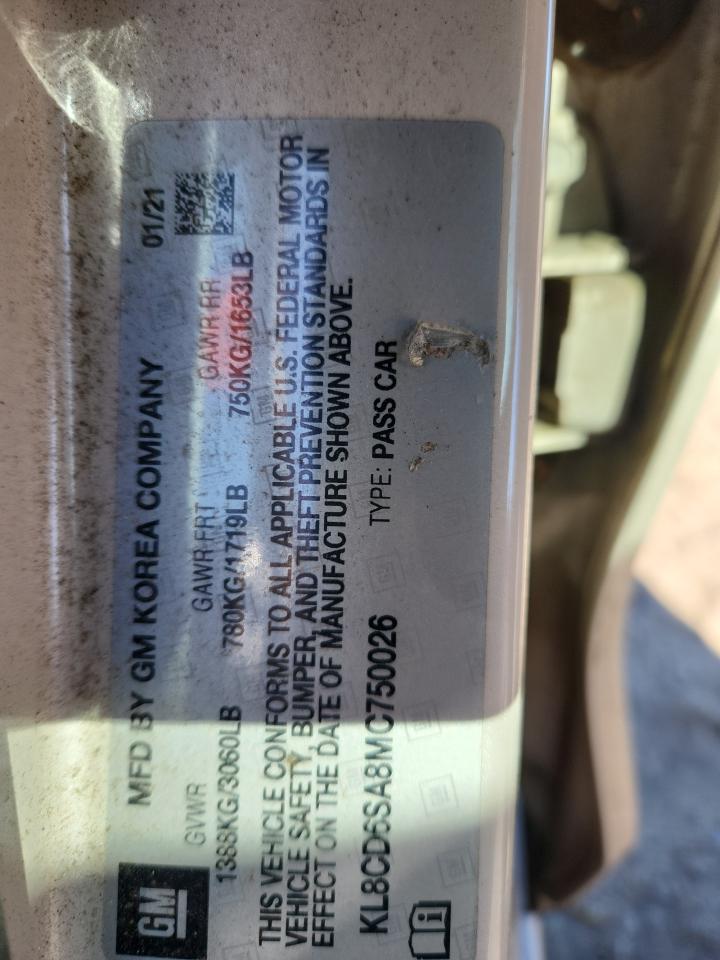 GM
MFD BY GM KOREA COMPANY 01/21
GVWR GAWR FRT GAWR RR
1388KG/3060LB 780KG/1719LB 750KG/1653LB
THIS VEHICLE CONFORMS TO ALL APPLICABLE U.S. FEDERAL MOTOR
VEHICLE SAFETY, BUMPER, AND THEFT PREVENTION STANDARDS IN
EFFECT ON THE DATE OF MANUFACTURE SHOWN ABOVE.
KL8CD6SA8MC750026 TYPE: PASS CAR